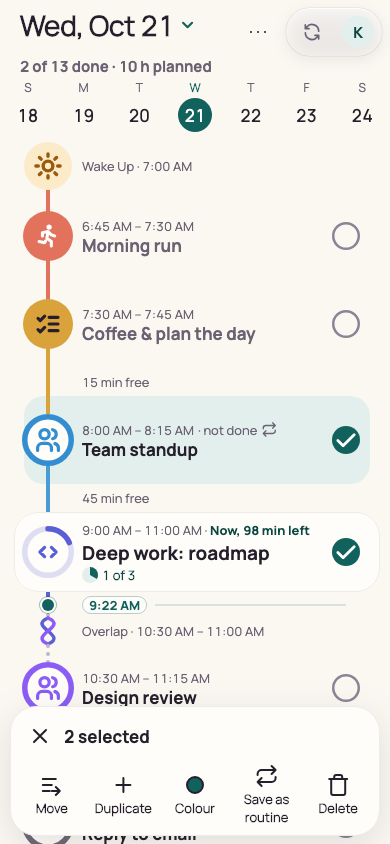 Wed, Oct 21
...
K
2 of 13 done · 10 h planned
S M T W T F S
18 19 20 21 22 23 24
Wake Up · 7:00 AM
6:45 AM – 7:30 AM
Morning run
7:30 AM – 7:45 AM
Coffee & plan the day
15 min free
8:00 AM – 8:15 AM · not done
Team standup
45 min free
9:00 AM – 11:00 AM · Now, 98 min left
Deep work: roadmap
1 of 3
9:22 AM
Overlap · 10:30 AM – 11:00 AM
10:30 AM – 11:15 AM
Design review
2 selected
Move
Duplicate
Colour
Save as
routine
Delete
Reply to email